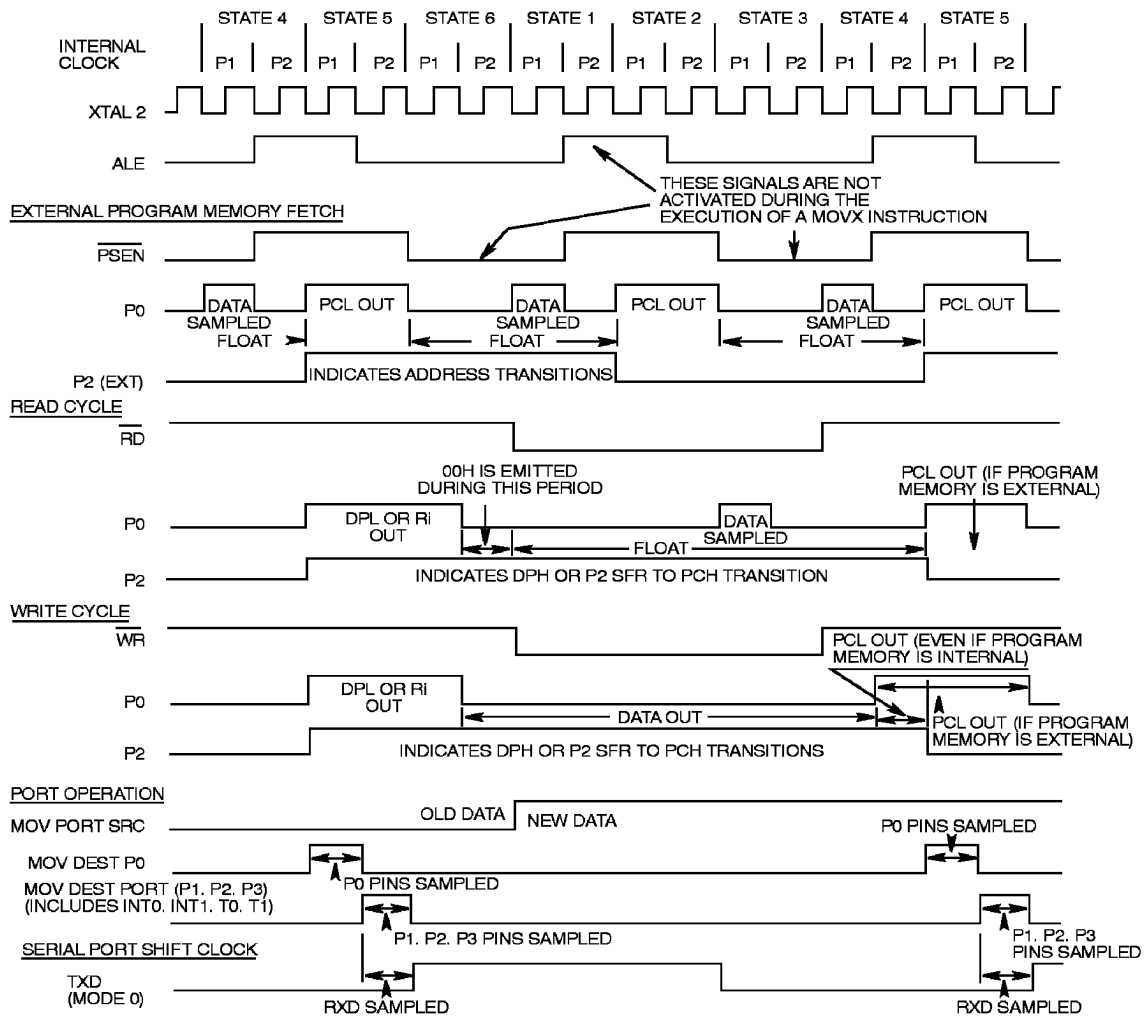 STATE 4 STATE 5 STATE 6 STATE 1 STATE 2 STATE 3 STATE 4 STATE 5
INTERNAL
CLOCK
P1 P2 P1 P2 P1 P2 P1 P2 P1 P2 P1 P2 P1 P2 P1 P2
XTAL 2
ALE
THESE SIGNALS ARE NOT
ACTIVATED DURING THE
EXECUTION OF A MOVX INSTRUCTION
EXTERNAL PROGRAM MEMORY FETCH
PSEN
P0
DATA PCL OUT DATA PCL OUT DATA PCL OUT
SAMPLED SAMPLED SAMPLED
FLOAT FLOAT FLOAT
P2 (EXT)
INDICATES ADDRESS TRANSITIONS
READ CYCLE
RD
00H IS EMITTED
DURING THIS PERIOD
PCL OUT (IF PROGRAM
MEMORY IS EXTERNAL)
P0
DPL OR Ri
OUT
DATA
SAMPLED
FLOAT
P2
INDICATES DPH OR P2 SFR TO PCH TRANSITION
WRITE CYCLE
WR
PCL OUT (EVEN IF PROGRAM
MEMORY IS INTERNAL)
P0
DPL OR Ri
OUT
DATA OUT
PCL OUT (IF PROGRAM
MEMORY IS EXTERNAL)
P2
INDICATES DPH OR P2 SFR TO PCH TRANSITIONS
PORT OPERATION
MOV PORT SRC
OLD DATA NEW DATA
P0 PINS SAMPLED
MOV DEST P0
P0 PINS SAMPLED
MOV DEST PORT (P1. P2. P3)
(INCLUDES INT0. INT1. T0. T1)
P1. P2. P3 PINS SAMPLED
P1. P2. P3
PINS SAMPLED
SERIAL PORT SHIFT CLOCK
TXD
(MODE 0)
RXD SAMPLED
RXD SAMPLED